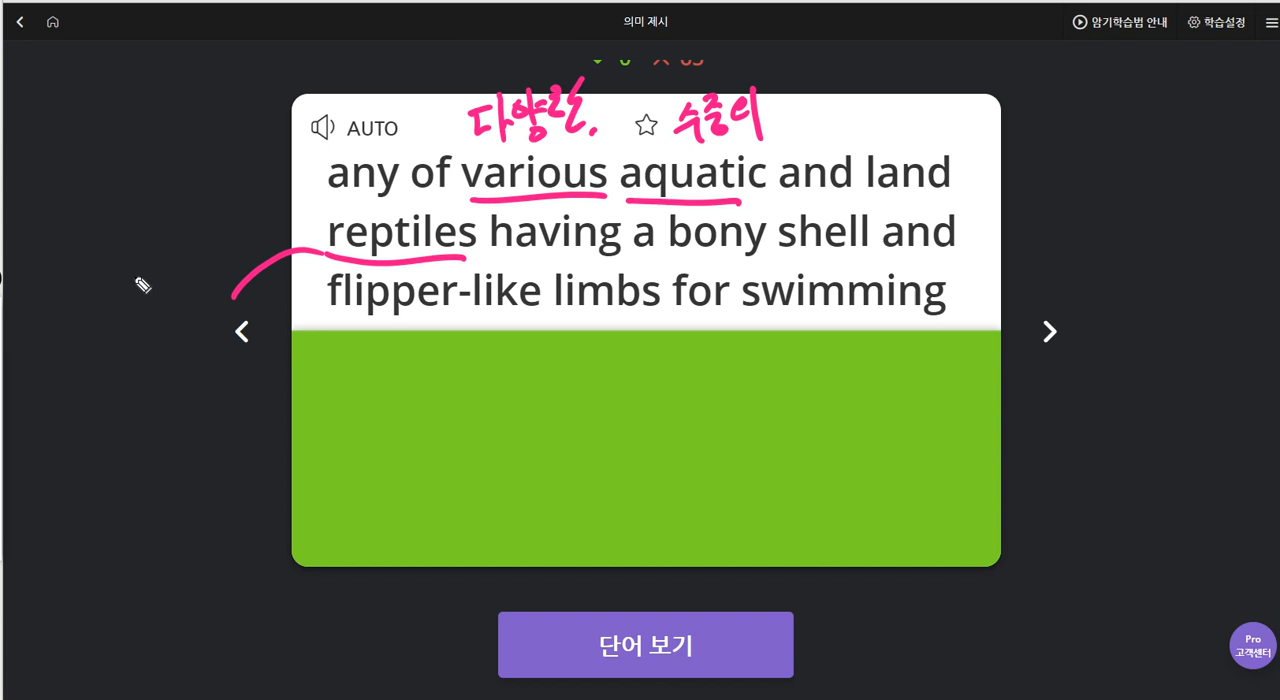 의미 제시
암기학습법 안내
학습설정
다양한.
수중의
AUTO
any of various aquatic and land
reptiles having a bony shell and
flipper-like limbs for swimming
단어 보기
Pro
고객센터